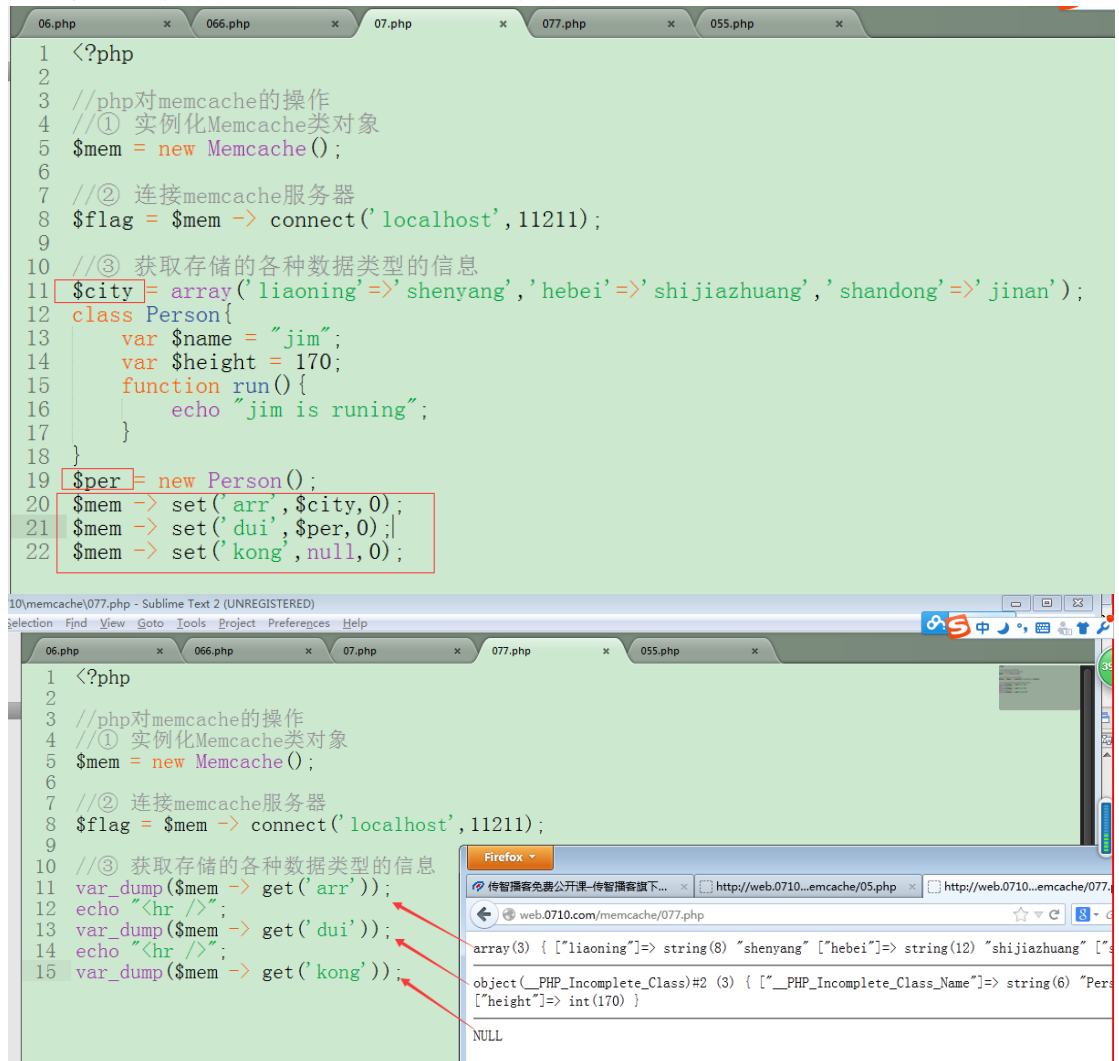 06.php × 066.php × 07.php × 077.php × 055.php ×
1 <?php
2
3 //php对memcache的操作
4 //① 实例化Memcache类对象
5 $mem = new Memcache();
6
7 //② 连接memcache服务器
8 $flag = $mem -> connect('localhost',11211);
9
10 //③ 获取存储的各种数据类型的信息
11 $city = array('liaoning'=>'shenyang','hebei'=>'shijiazhuang','shandong'=>'jinan');
12 class Person{
13 var $name = "jim";
14 var $height = 170;
15 function run(){
16 echo "jim is runing";
17 }
18 }
19 $per = new Person();
20 $mem -> set('arr',$city,0);
21 $mem -> set('dui',$per,0);
22 $mem -> set('kong',null,0);
10\memcache\077.php - Sublime Text 2 (UNREGISTERED)
Selection Find View Goto Tools Project Preferences Help
中
06.php × 066.php × 07.php × 077.php × 055.php ×
39
1 <?php
2
3 //php对memcache的操作
4 //① 实例化Memcache类对象
5 $mem = new Memcache();
6
7 //② 连接memcache服务器
8 $flag = $mem -> connect('localhost',11211);
9
10 //③ 获取存储的各种数据类型的信息
11 var_dump($mem -> get('arr'));
12 echo "<hr />";
13 var_dump($mem -> get('dui'));
14 echo "<hr />";
15 var_dump($mem -> get('kong'));
Firefox
传智播客免费公开课–传智播客旗下... × http://web.0710...emcache/05.php × http://web.0710...emcache/077.
web.0710.com/memcache/077.php
array(3) { ["liaoning"]=> string(8) "shenyang" ["hebei"]=> string(12) "shijiazhuang" ["s
object(__PHP_Incomplete_Class)#2 (3) { ["__PHP_Incomplete_Class_Name"]=> string(6) "Pers
["height"]=> int(170) }
NULL